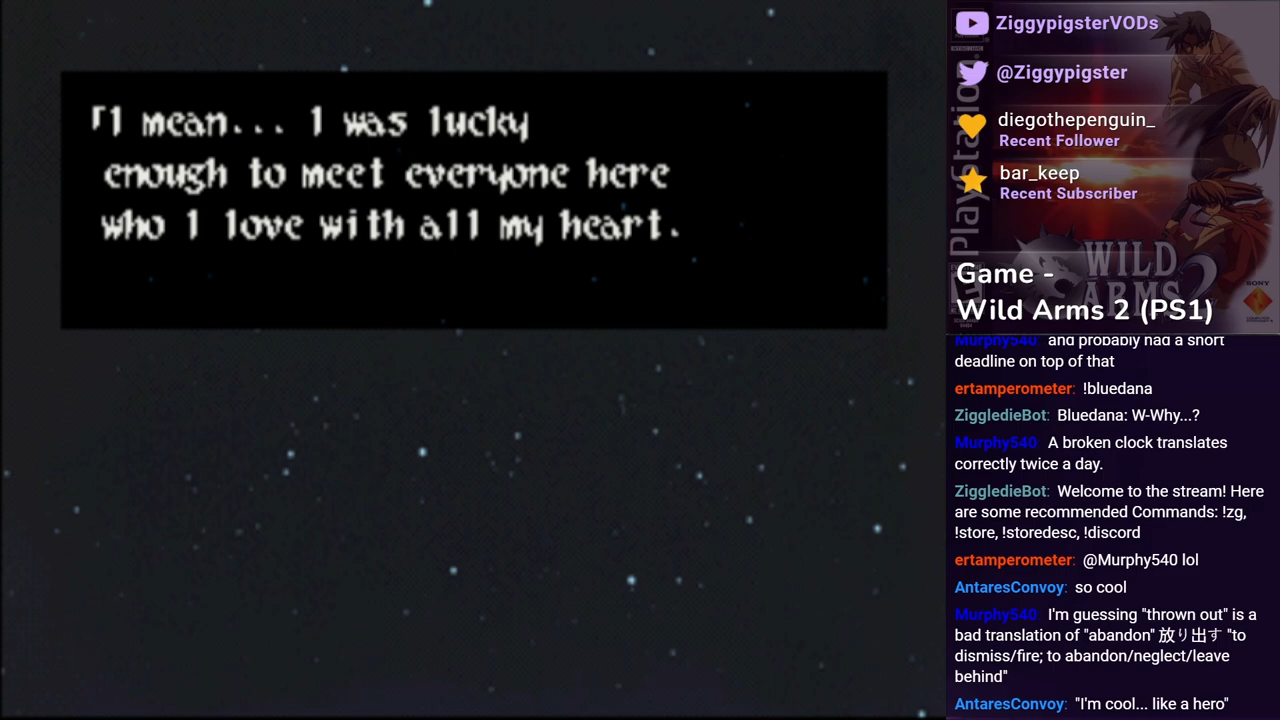 「I mean... I was lucky
enough to meet everyone here
who I love with all my heart.
ZiggypigsterVODs
@Ziggypigster
diegothepenguin_
Recent Follower
bar_keep
Recent Subscriber
PlayStation
WILD
ARMS 2
SONY
Game -
Wild Arms 2 (PS1)
Murphy540: and probably had a short
deadline on top of that
ertamperometer: !bluedana
ZiggledieBot: Bluedana: W-Why...?
Murphy540: A broken clock translates
correctly twice a day.
ZiggledieBot: Welcome to the stream! Here
are some recommended Commands: !zg,
!store, !storedesc, !discord
ertamperometer: @Murphy540 lol
AntaresConvoy: so cool
Murphy540: I'm guessing "thrown out" is a
bad translation of "abandon" 放り出す "to
dismiss/fire; to abandon/neglect/leave
behind"
AntaresConvoy: "I'm cool... like a hero"